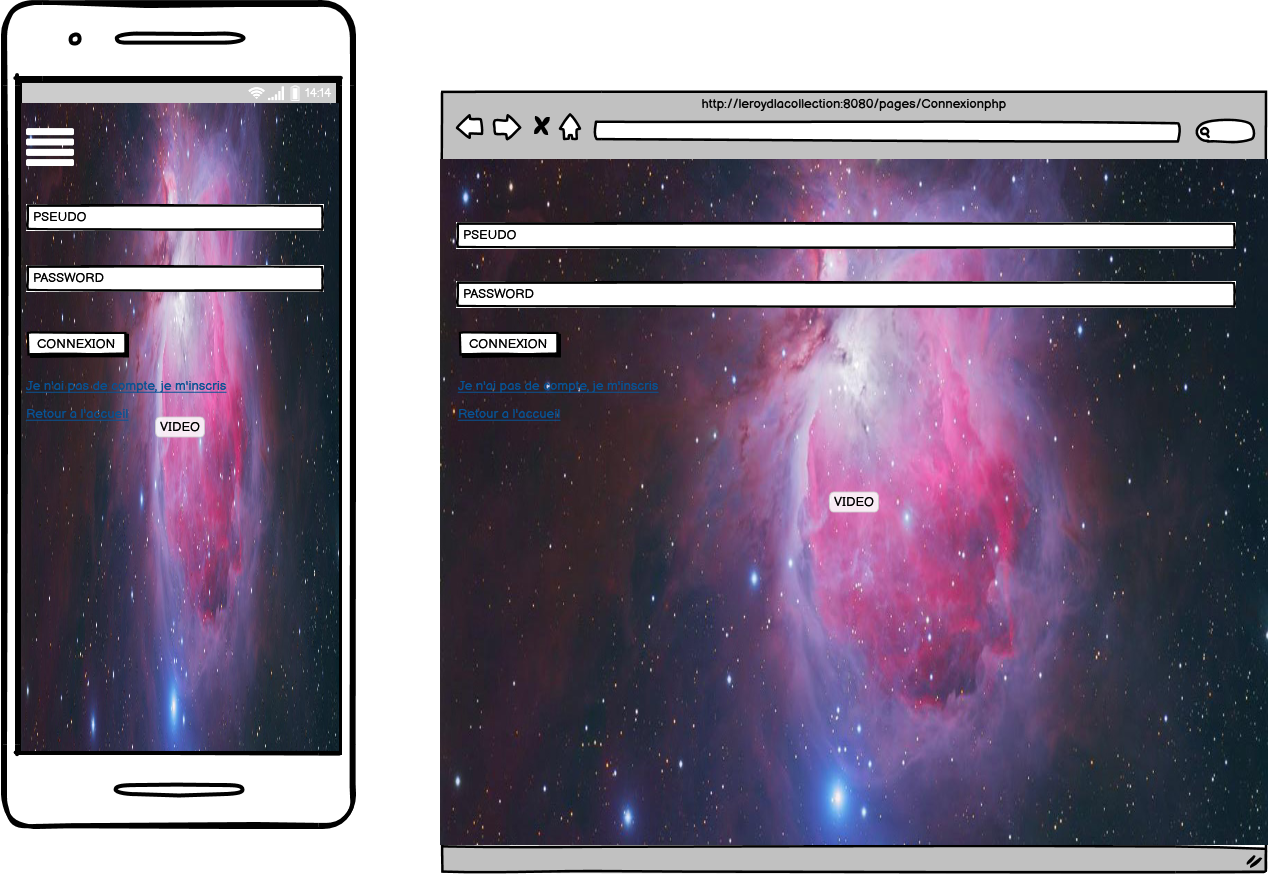 14:14
PSEUDO
PASSWORD
CONNEXION
Je n'ai pas de compte, je m'inscris
Retour a l'accueil
VIDEO
http://leroydlacollection:8080/pages/Connexionphp
PSEUDO
PASSWORD
CONNEXION
Je n'ai pas de compte, je m'inscris
Retour a l'accueil
VIDEO